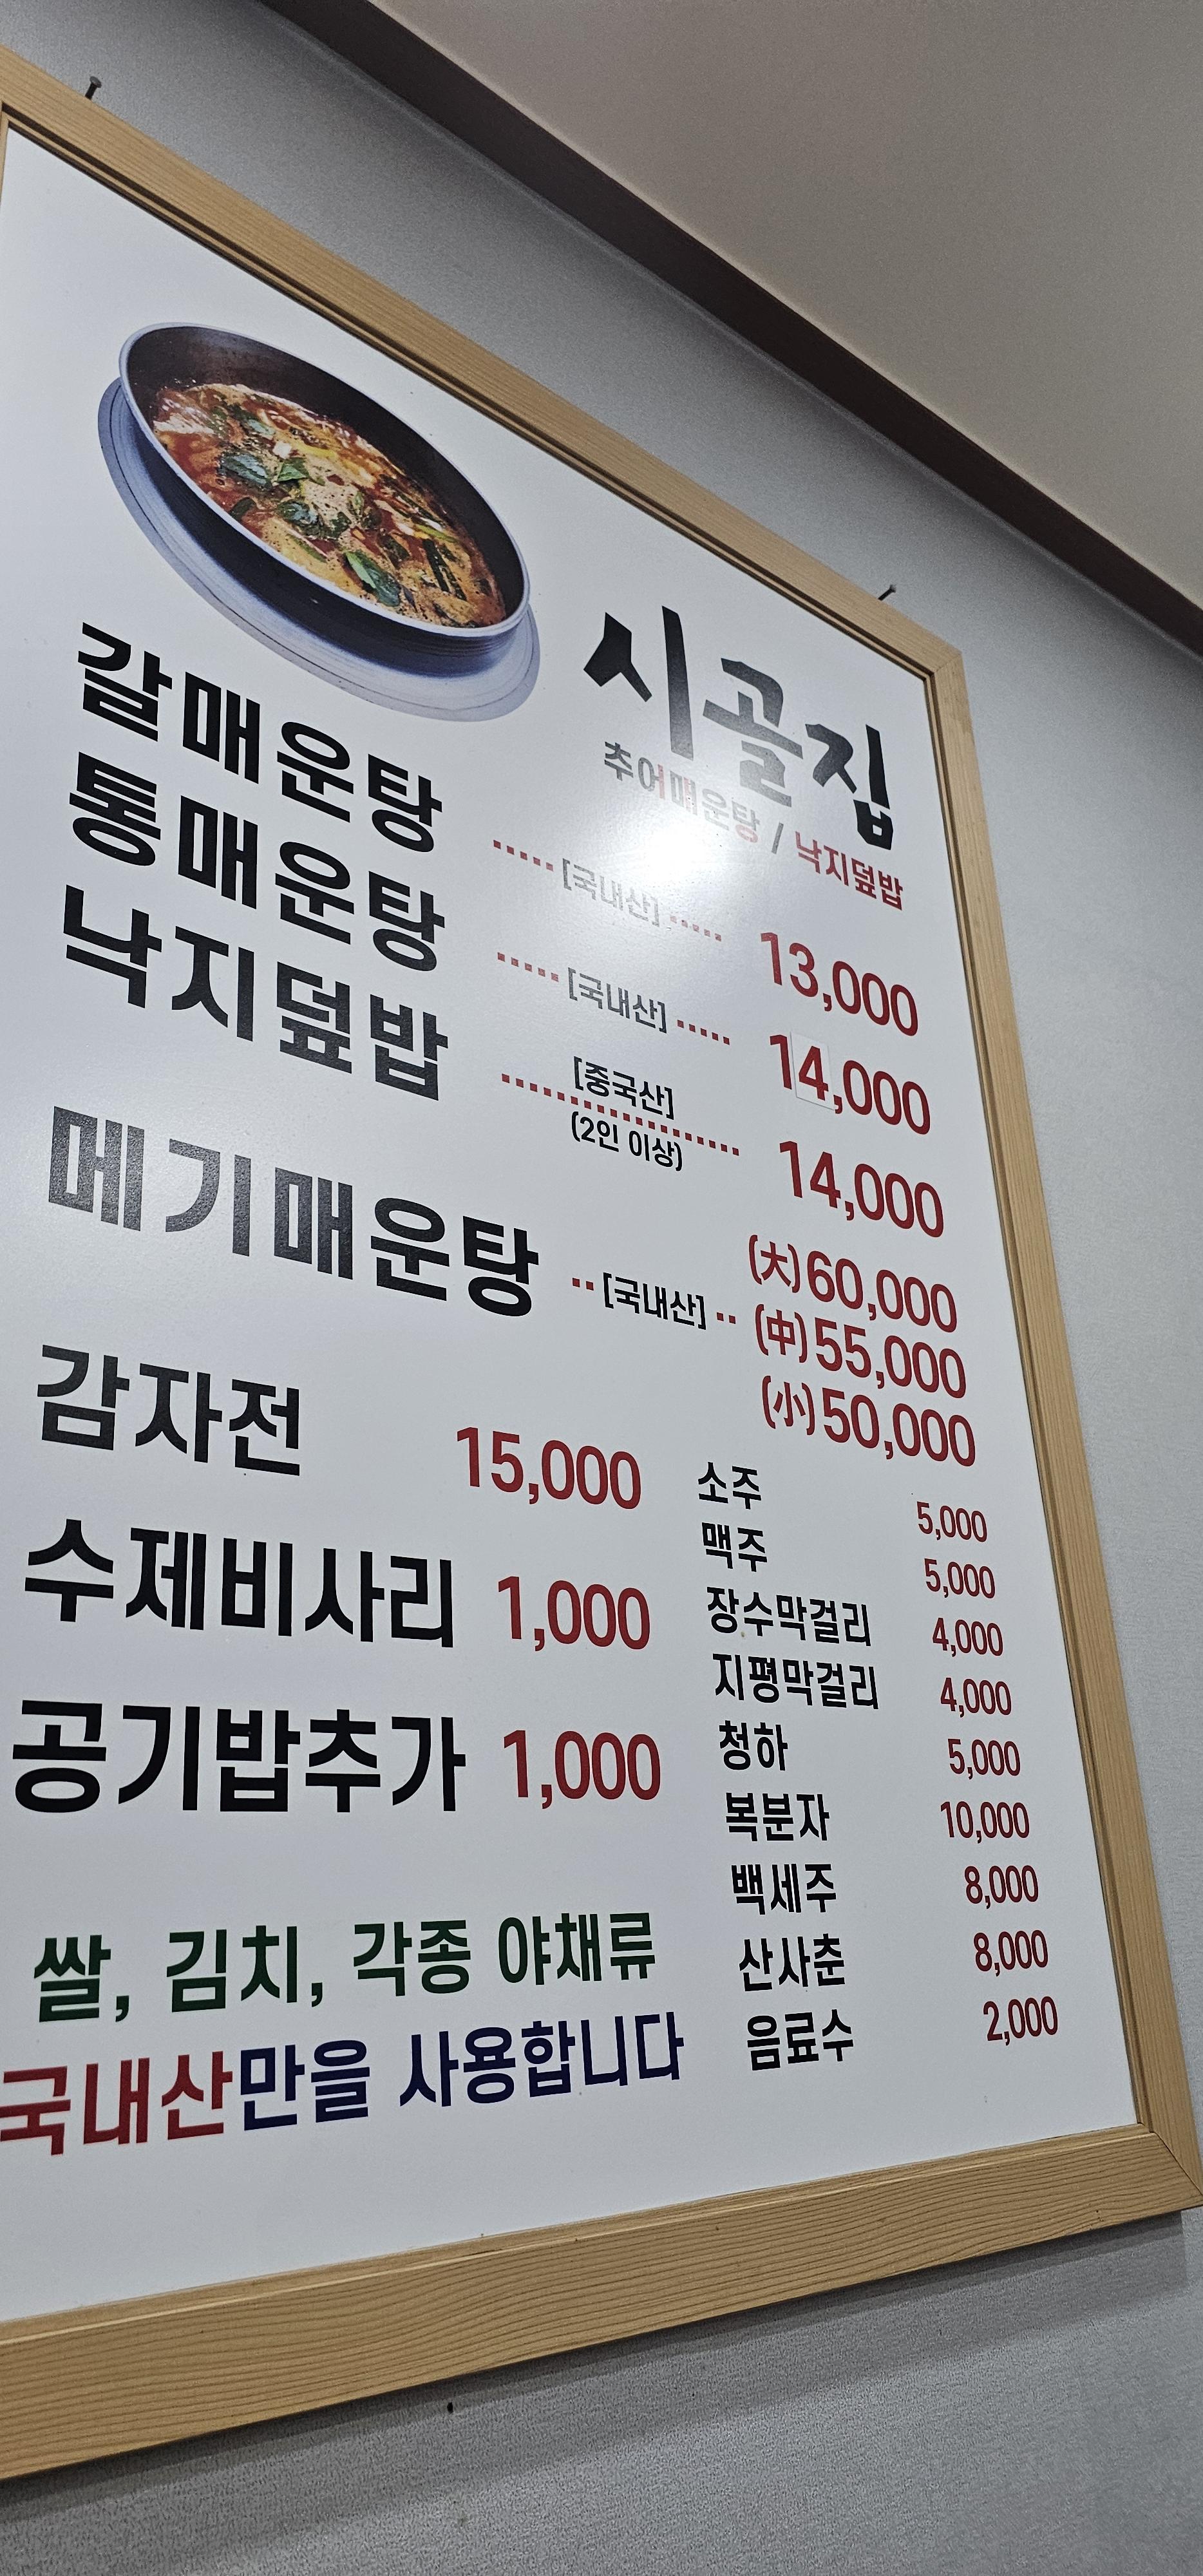 시골집
추어매운탕 / 낙지덮밥
갈매운탕 ·····[국내산]····· 13,000
통매운탕 ·····[국내산]····· 14,000
낙지덮밥 [중국산] (2인 이상) 14,000
메기매운탕 ··[국내산]·· (大)60,000
(中)55,000
(小)50,000
감자전 15,000
수제비사리 1,000
공기밥추가 1,000
소주 5,000
맥주 5,000
장수막걸리 4,000
지평막걸리 4,000
청하 5,000
복분자 10,000
백세주 8,000
산사춘 8,000
음료수 2,000
쌀, 김치, 각종 야채류
국내산만을 사용합니다